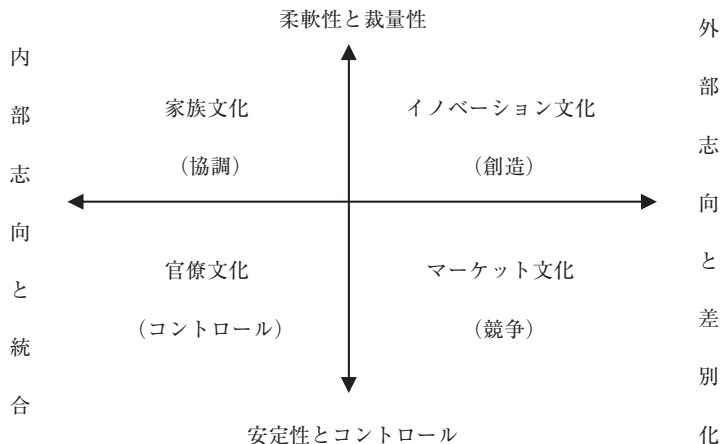 柔軟性と裁量性
内部志向と統合
外部志向と差別化
家族文化
（協調）
イノベーション文化
（創造）
官僚文化
（コントロール）
マーケット文化
（競争）
安定性とコントロール